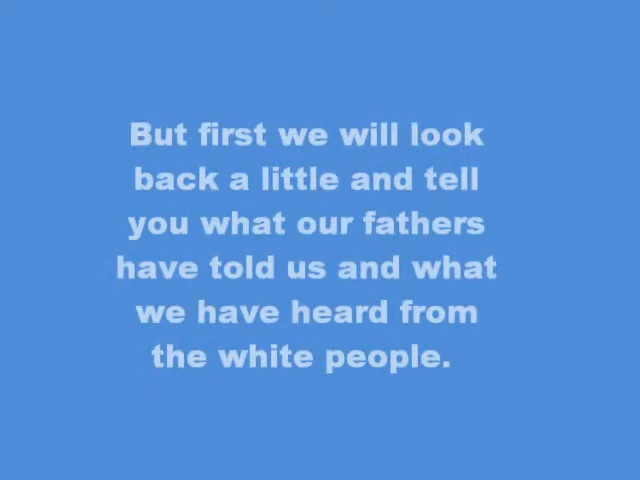 But first we will look
back a little and tell
you what our fathers
have told us and what
we have heard from
the white people.